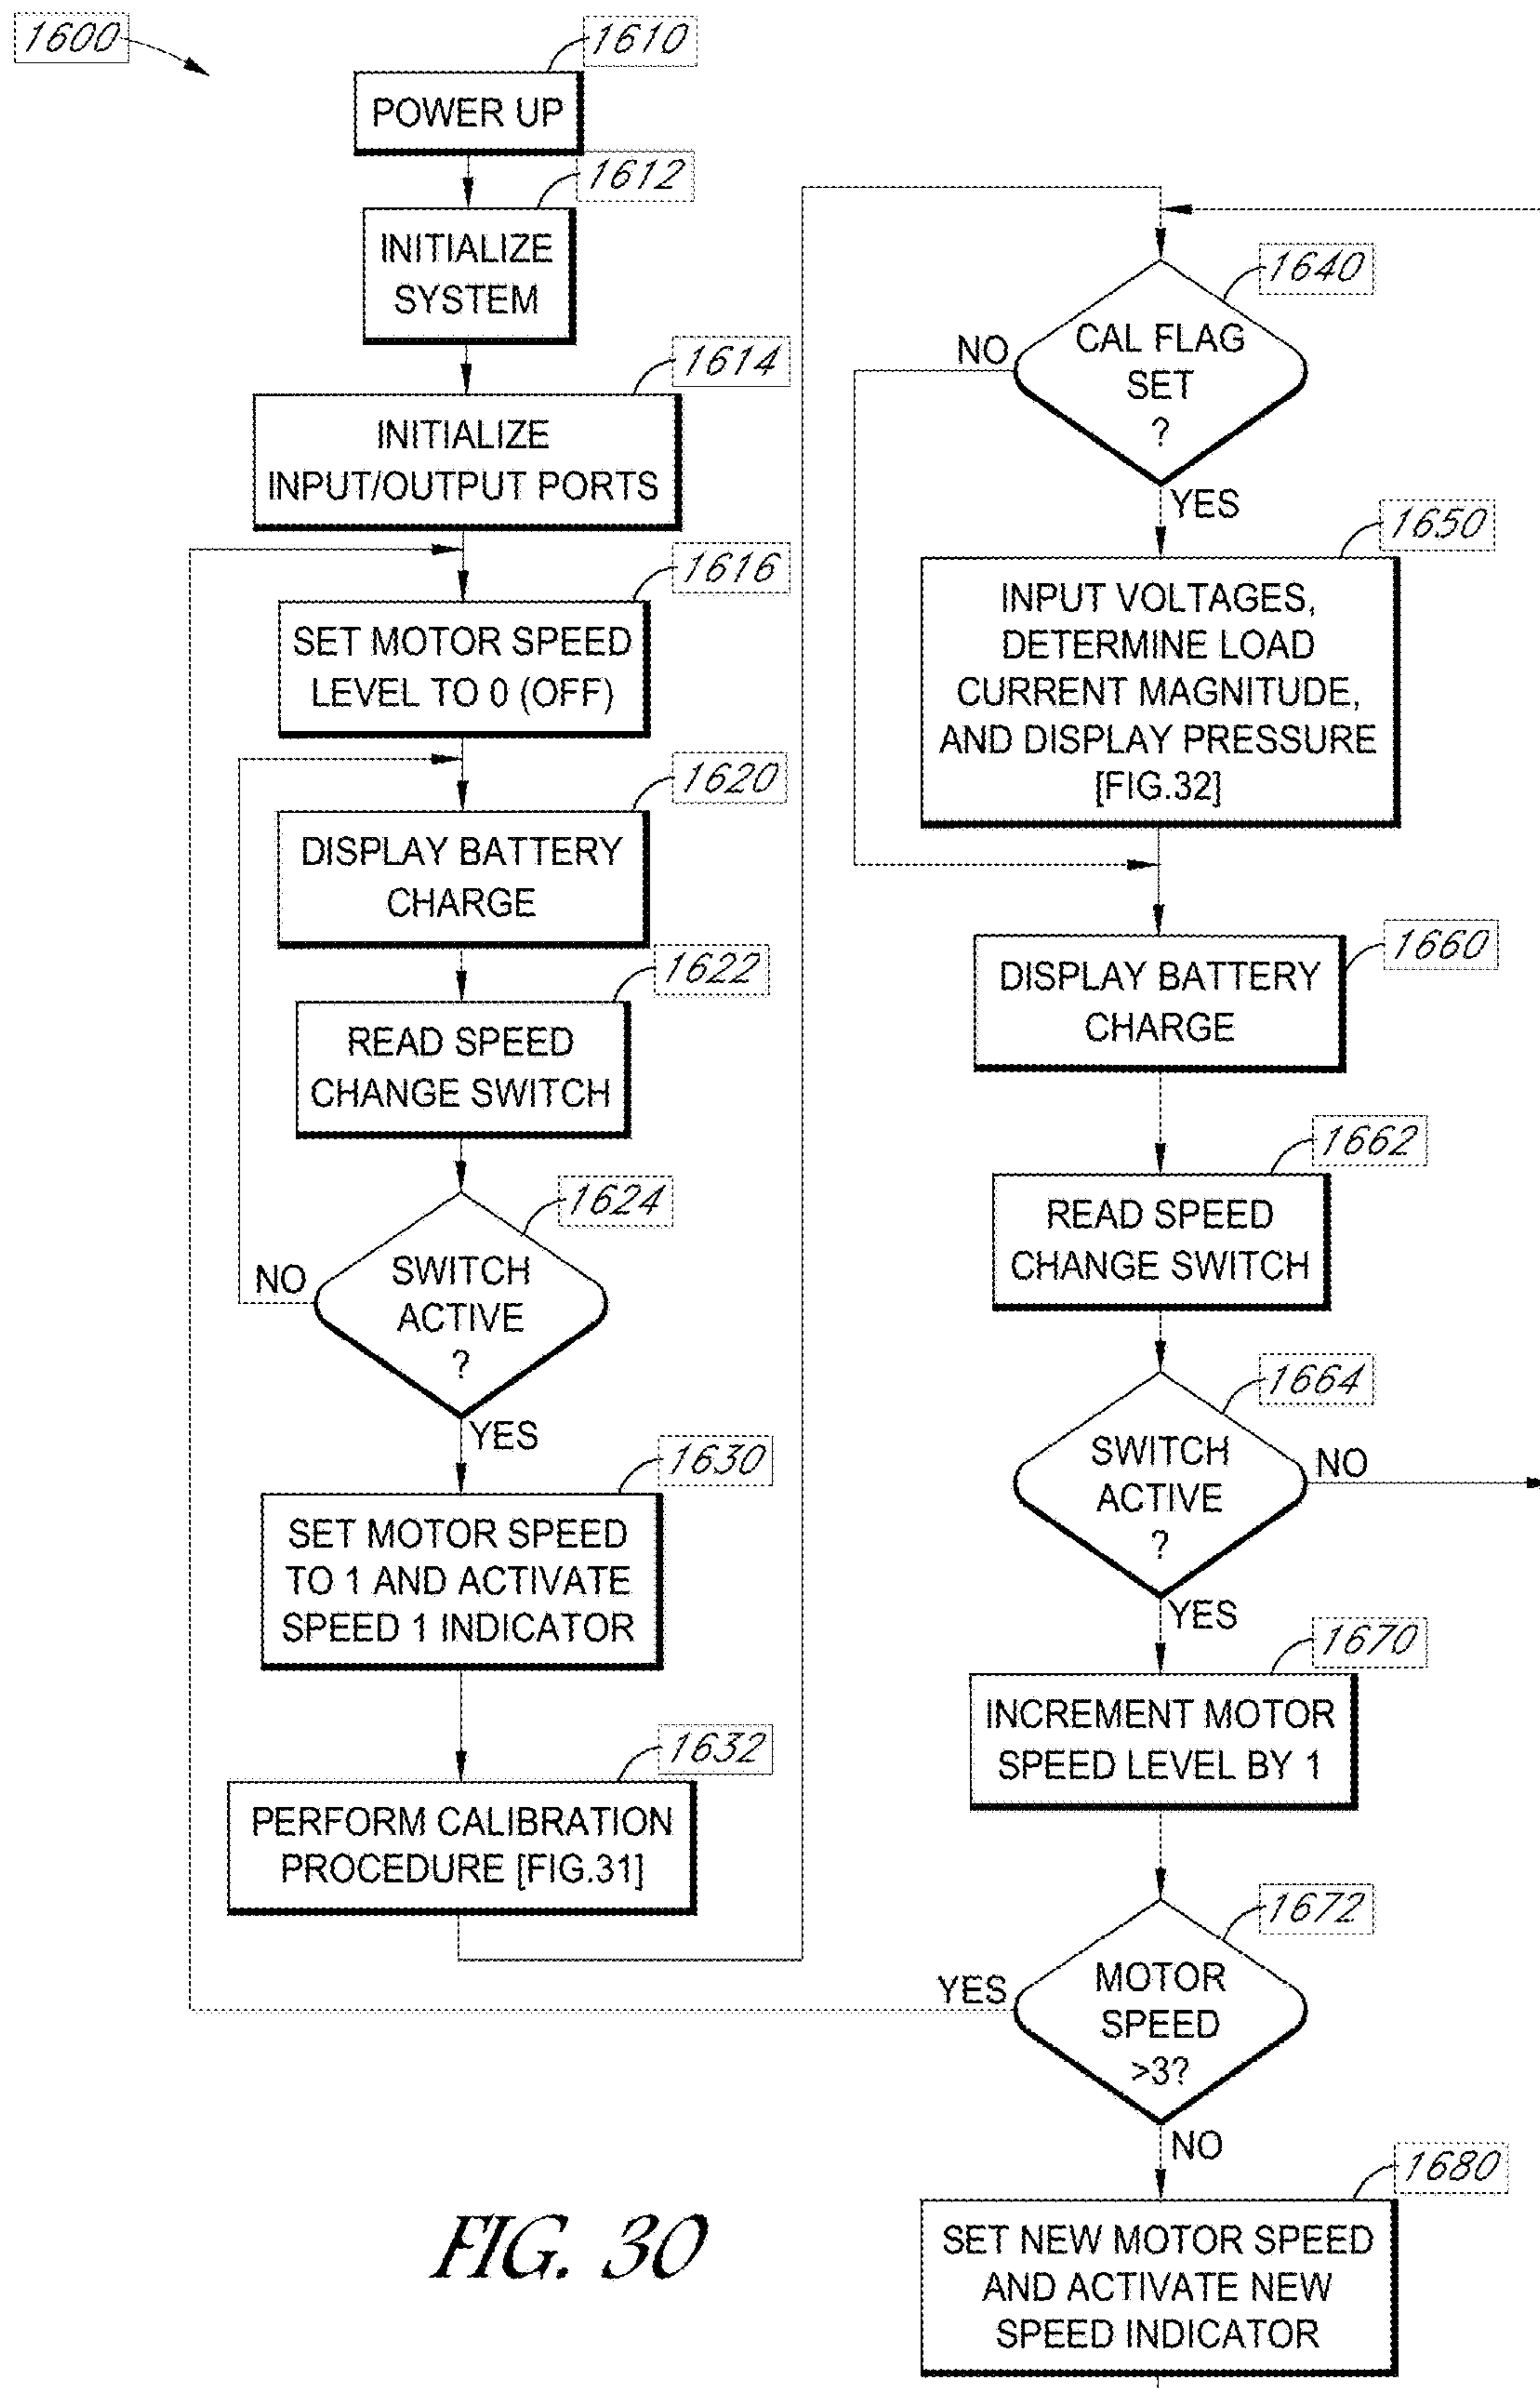 1600
1610
POWER UP
1612
INITIALIZE
SYSTEM
1614
INITIALIZE
INPUT/OUTPUT PORTS
1616
SET MOTOR SPEED
LEVEL TO 0 (OFF)
1620
DISPLAY BATTERY
CHARGE
1622
READ SPEED
CHANGE SWITCH
1624
SWITCH
ACTIVE
?
NO
YES
1630
SET MOTOR SPEED
TO 1 AND ACTIVATE
SPEED 1 INDICATOR
1632
PERFORM CALIBRATION
PROCEDURE [FIG.31]
1640
CAL FLAG
SET
?
NO
YES
1650
INPUT VOLTAGES,
DETERMINE LOAD
CURRENT MAGNITUDE,
AND DISPLAY PRESSURE
[FIG.32]
1660
DISPLAY BATTERY
CHARGE
1662
READ SPEED
CHANGE SWITCH
1664
SWITCH
ACTIVE
?
NO
YES
1670
INCREMENT MOTOR
SPEED LEVEL BY 1
1672
MOTOR
SPEED
>3?
YES
NO
1680
SET NEW MOTOR SPEED
AND ACTIVATE NEW
SPEED INDICATOR
FIG. 30